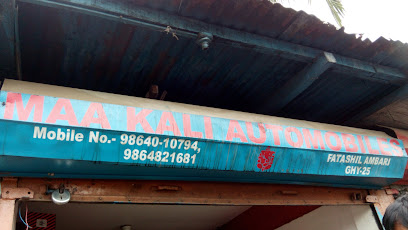 MAA KALI AUTOMOBILES
Mobile No.- 98640-10794,
9864821681
FATASHIL AMBARI
GHY-25